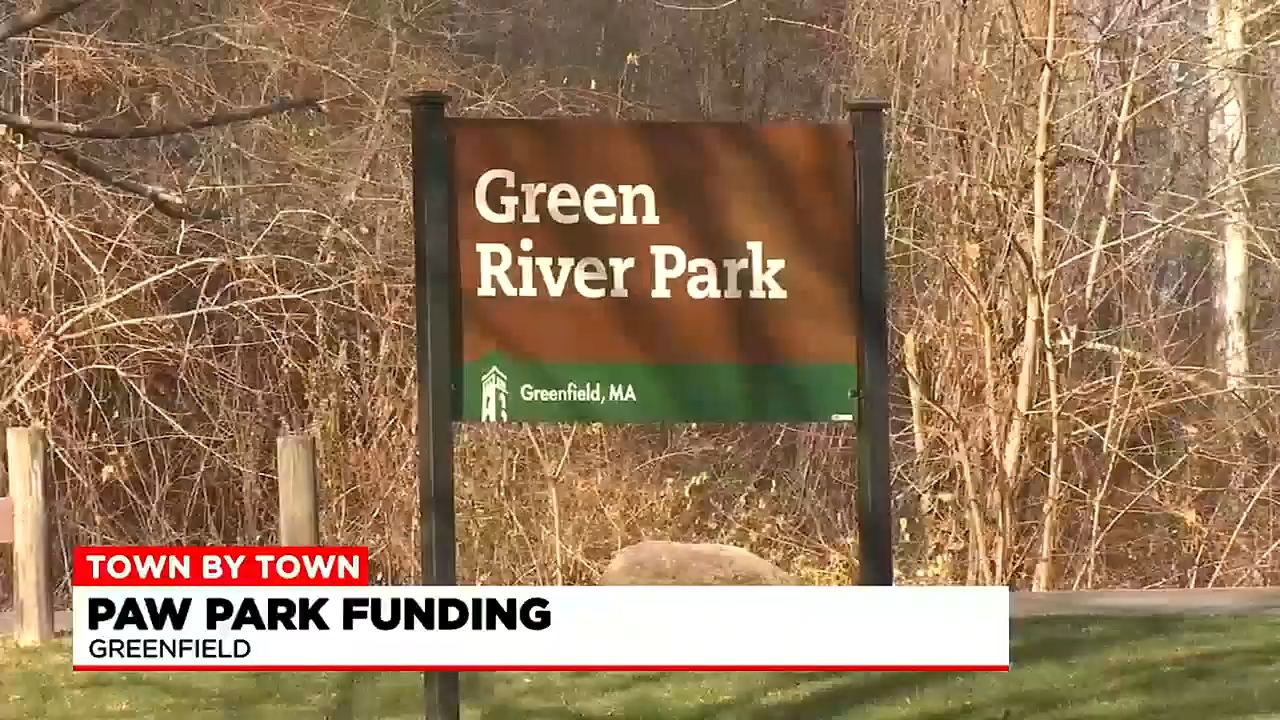 Green
River Park
Greenfield, MA
TOWN BY TOWN
PAW PARK FUNDING
GREENFIELD